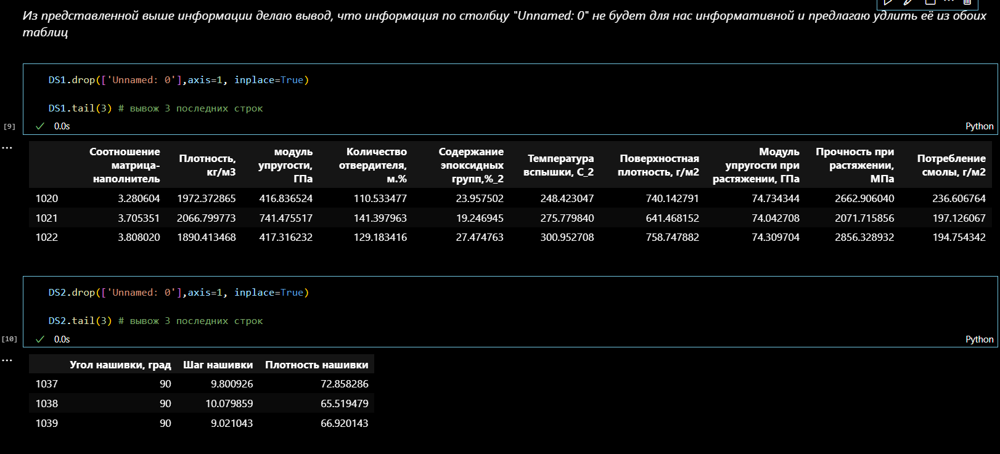 Из представленной выше информации делаю вывод, что информация по столбцу "Unnamed: 0" не будет для нас информативной и предлагаю удлить её из обоих
таблиц
DS1.drop(['Unnamed: 0'],axis=1, inplace=True)
DS1.tail(3) # вывож 3 последних строк
[9] 0.0s Python
Соотношение матрица-наполнитель Плотность, кг/м3 модуль упругости, ГПа Количество отвердителя, м.% Содержание эпоксидных групп,%_2 Температура вспышки, С_2 Поверхностная плотность, г/м2 Модуль упругости при растяжении, ГПа Прочность при растяжении, МПа Потребление смолы, г/м2
1020 3.280604 1972.372865 416.836524 110.533477 23.957502 248.423047 740.142791 74.734344 2662.906040 236.606764
1021 3.705351 2066.799773 741.475517 141.397963 19.246945 275.779840 641.468152 74.042708 2071.715856 197.126067
1022 3.808020 1890.413468 417.316232 129.183416 27.474763 300.952708 758.747882 74.309704 2856.328932 194.754342
DS2.drop(['Unnamed: 0'],axis=1, inplace=True)
DS2.tail(3) # вывож 3 последних строк
[10] 0.0s Python
Угол нашивки, град Шаг нашивки Плотность нашивки
1037 90 9.800926 72.858286
1038 90 10.079859 65.519479
1039 90 9.021043 66.920143